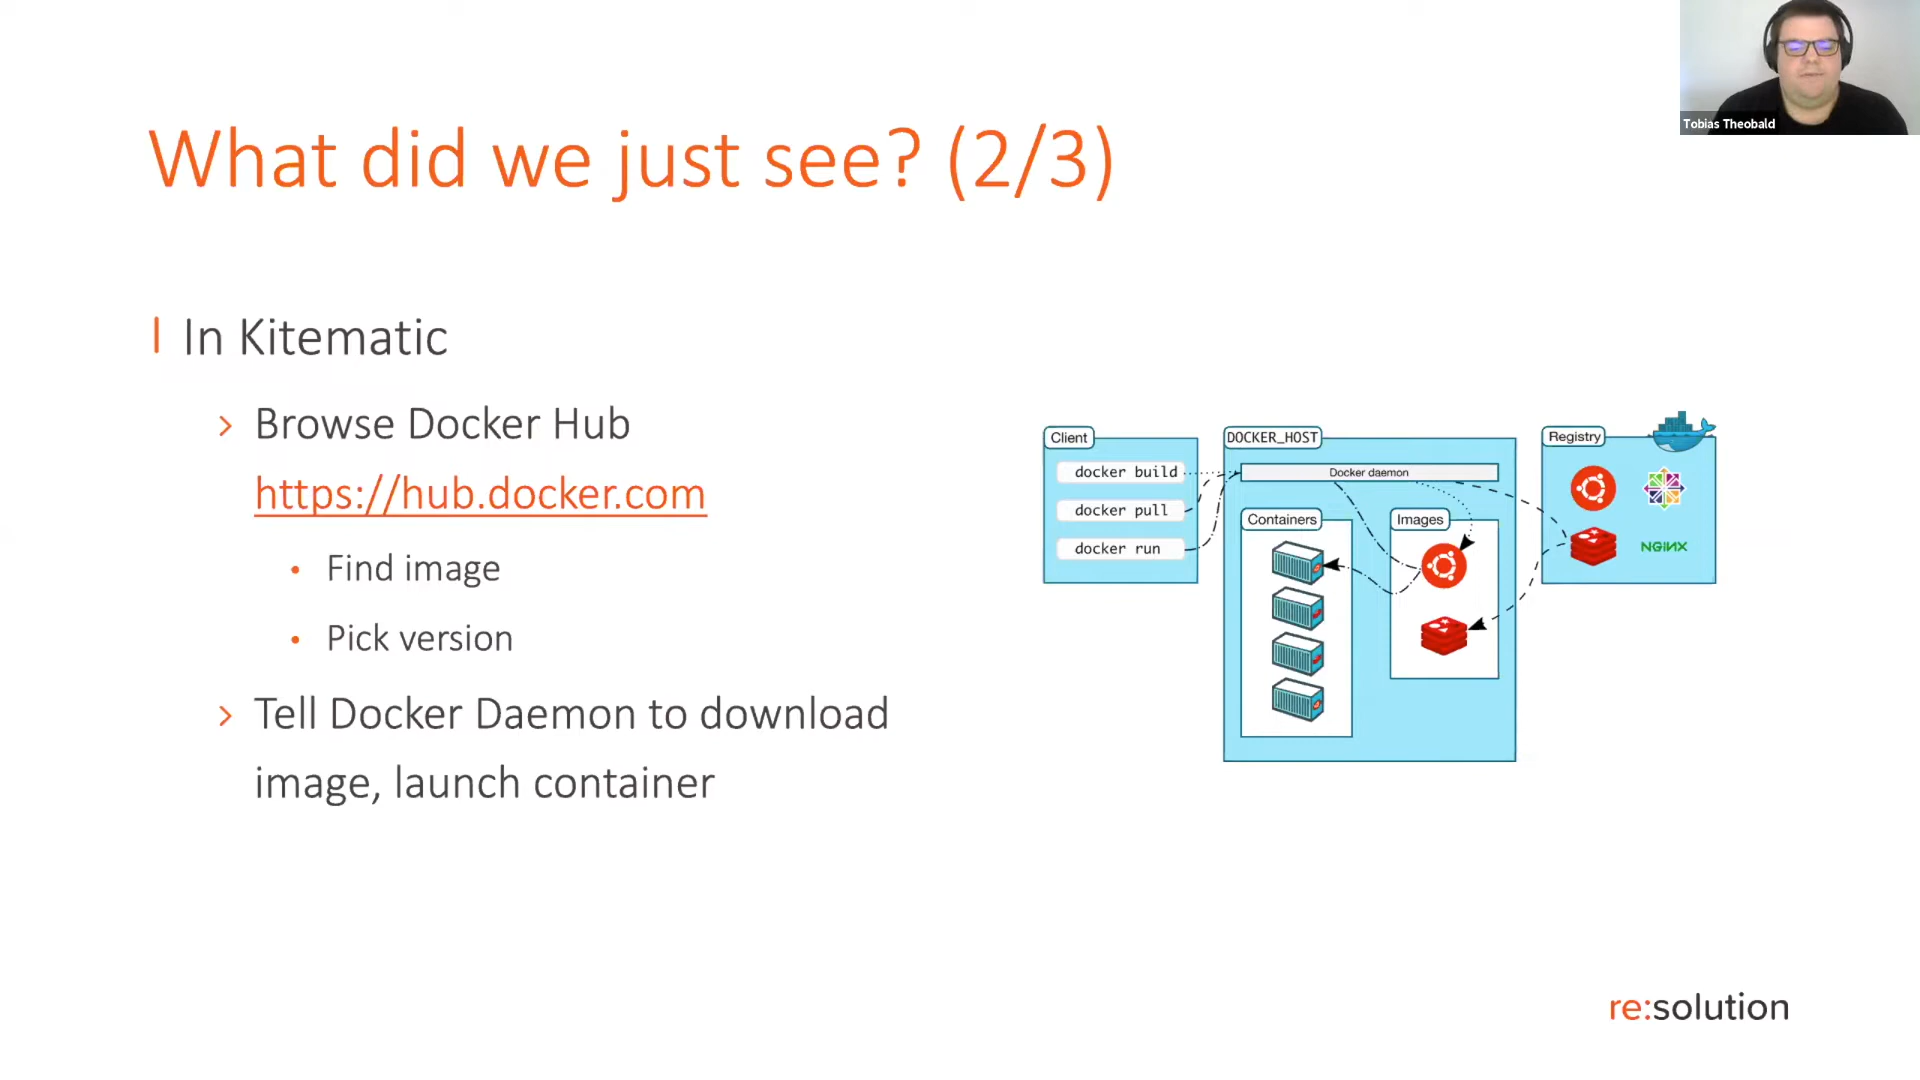 Tobias Theobald
What did we just see? (2/3)
In Kitematic
Browse Docker Hub
https://hub.docker.com
Find image
Pick version
Tell Docker Daemon to download
image, launch container
Client
docker build
docker pull
docker run
DOCKER_HOST
Docker daemon
Containers
Images
Registry
NGINX
re:solution